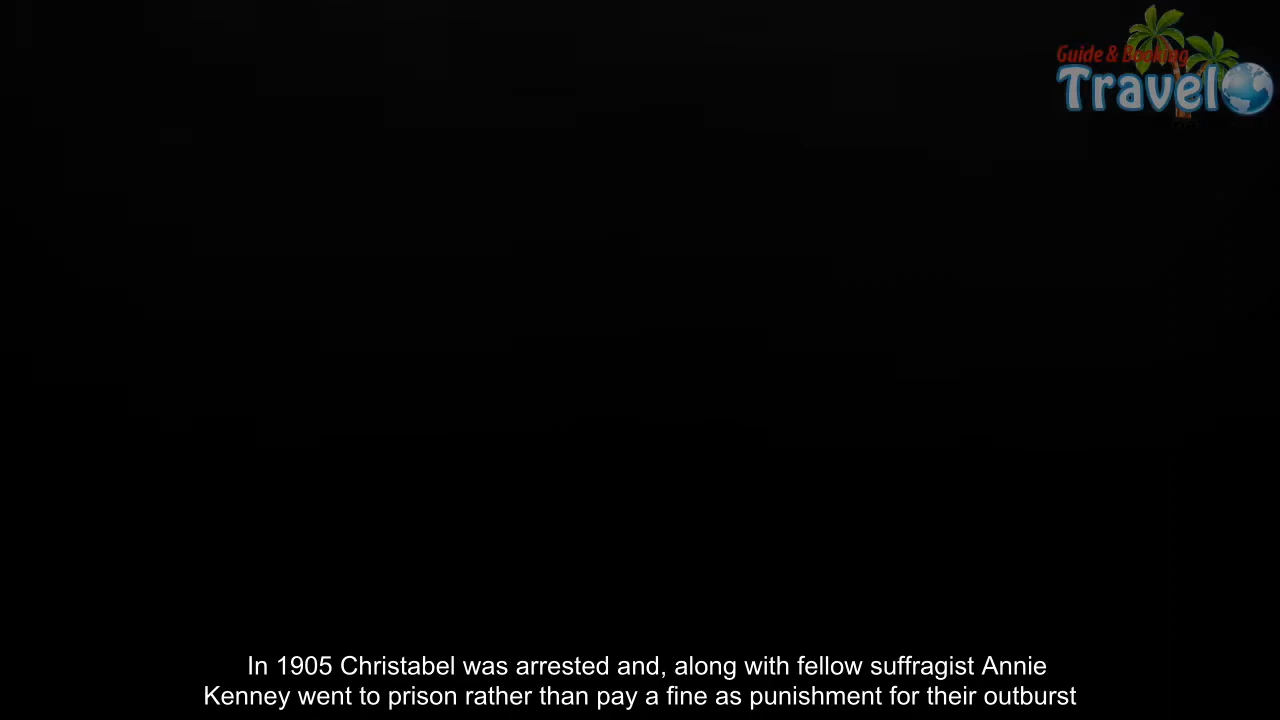 Guide & Booking
Travel
In 1905 Christabel was arrested and, along with fellow suffragist Annie
Kenney went to prison rather than pay a fine as punishment for their outburst